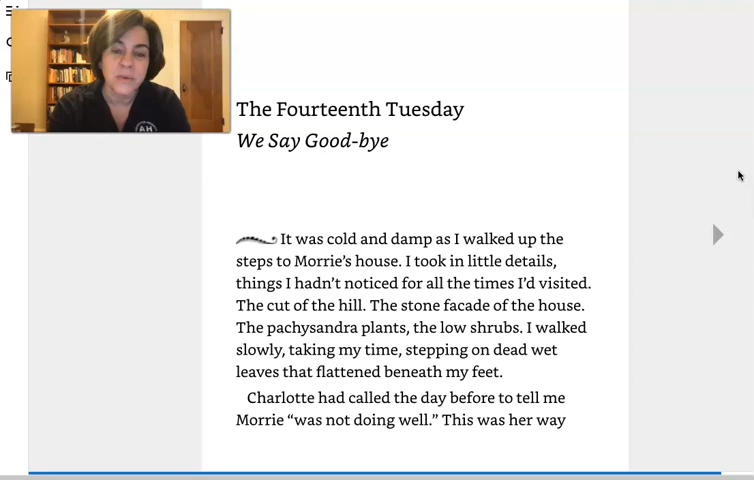 The Fourteenth Tuesday
We Say Good-bye
It was cold and damp as I walked up the
steps to Morrie’s house. I took in little details,
things I hadn’t noticed for all the times I’d visited.
The cut of the hill. The stone facade of the house.
The pachysandra plants, the low shrubs. I walked
slowly, taking my time, stepping on dead wet
leaves that flattened beneath my feet.
Charlotte had called the day before to tell me
Morrie “was not doing well.” This was her way
AH